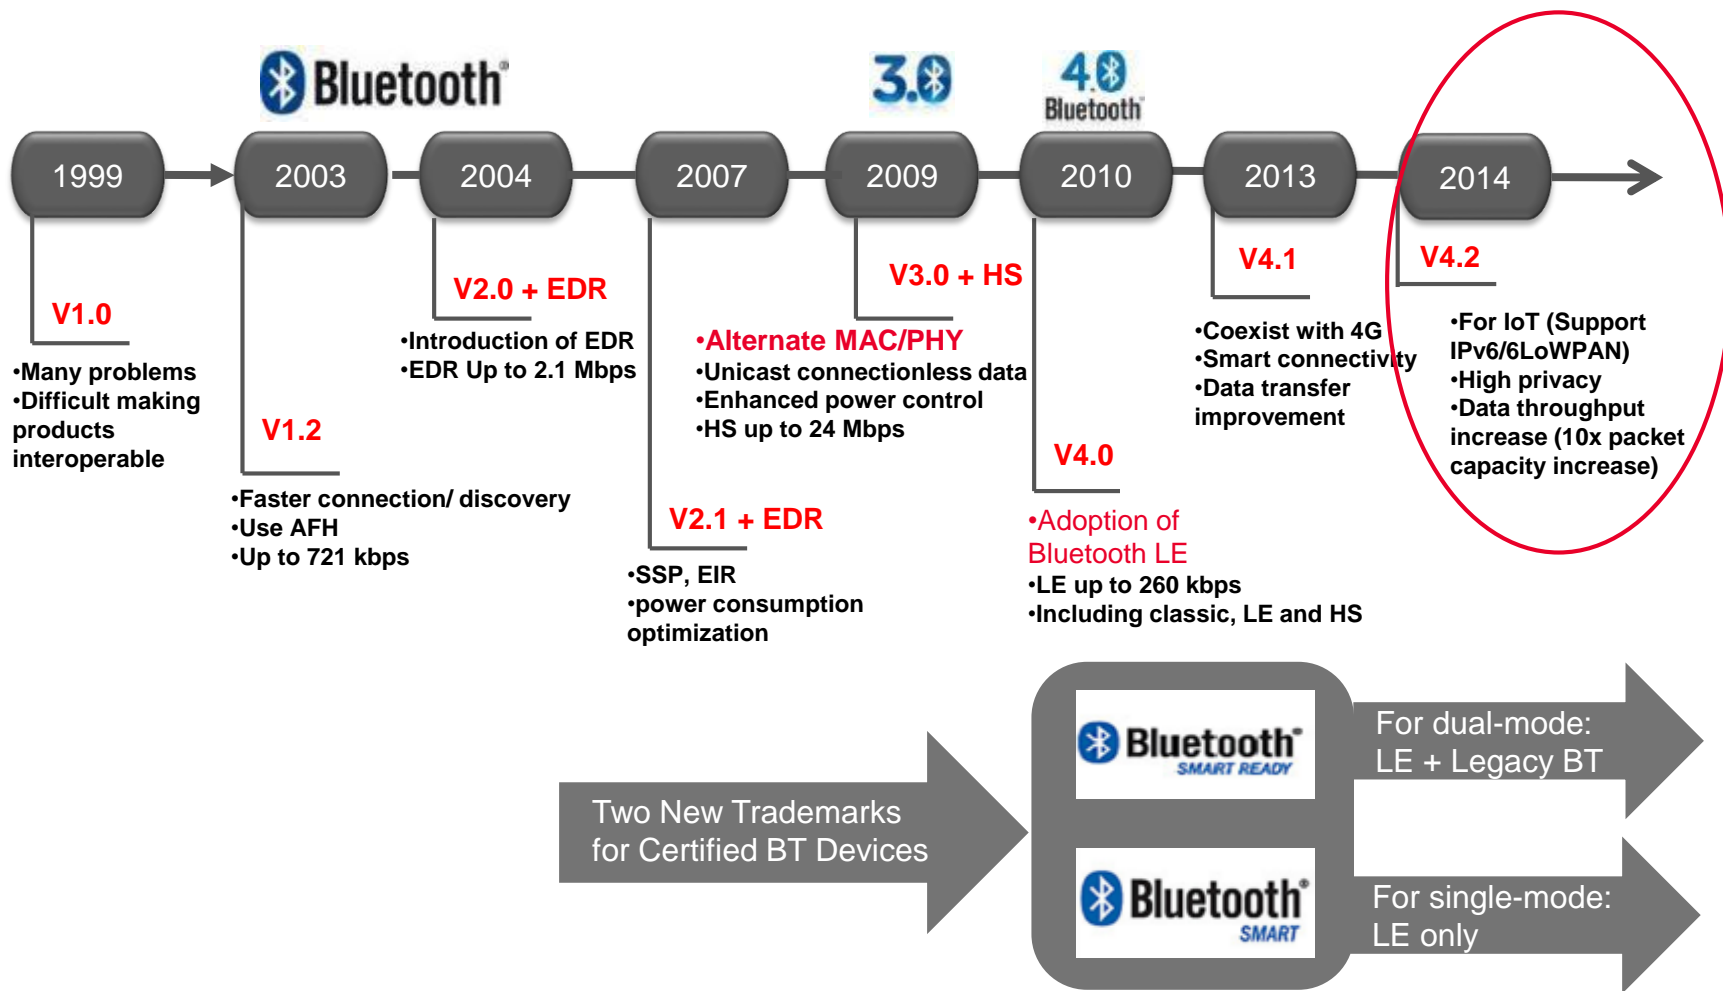 Bluetooth®
3.0
4.0
Bluetooth
1999
2003
2004
2007
2009
2010
2013
2014
V1.0
•Many problems
•Difficult making
products
interoperable
V1.2
•Faster connection/ discovery
•Use AFH
•Up to 721 kbps
V2.0 + EDR
•Introduction of EDR
•EDR Up to 2.1 Mbps
V2.1 + EDR
•SSP, EIR
•power consumption
optimization
V3.0 + HS
•Alternate MAC/PHY
•Unicast connectionless data
•Enhanced power control
•HS up to 24 Mbps
V4.0
•Adoption of
Bluetooth LE
•LE up to 260 kbps
•Including classic, LE and HS
V4.1
•Coexist with 4G
•Smart connectivity
•Data transfer
improvement
V4.2
•For IoT (Support
IPv6/6LoWPAN)
•High privacy
•Data throughput
increase (10x packet
capacity increase)
Two New Trademarks
for Certified BT Devices
Bluetooth®
SMART READY
For dual-mode:
LE + Legacy BT
Bluetooth®
SMART
For single-mode:
LE only